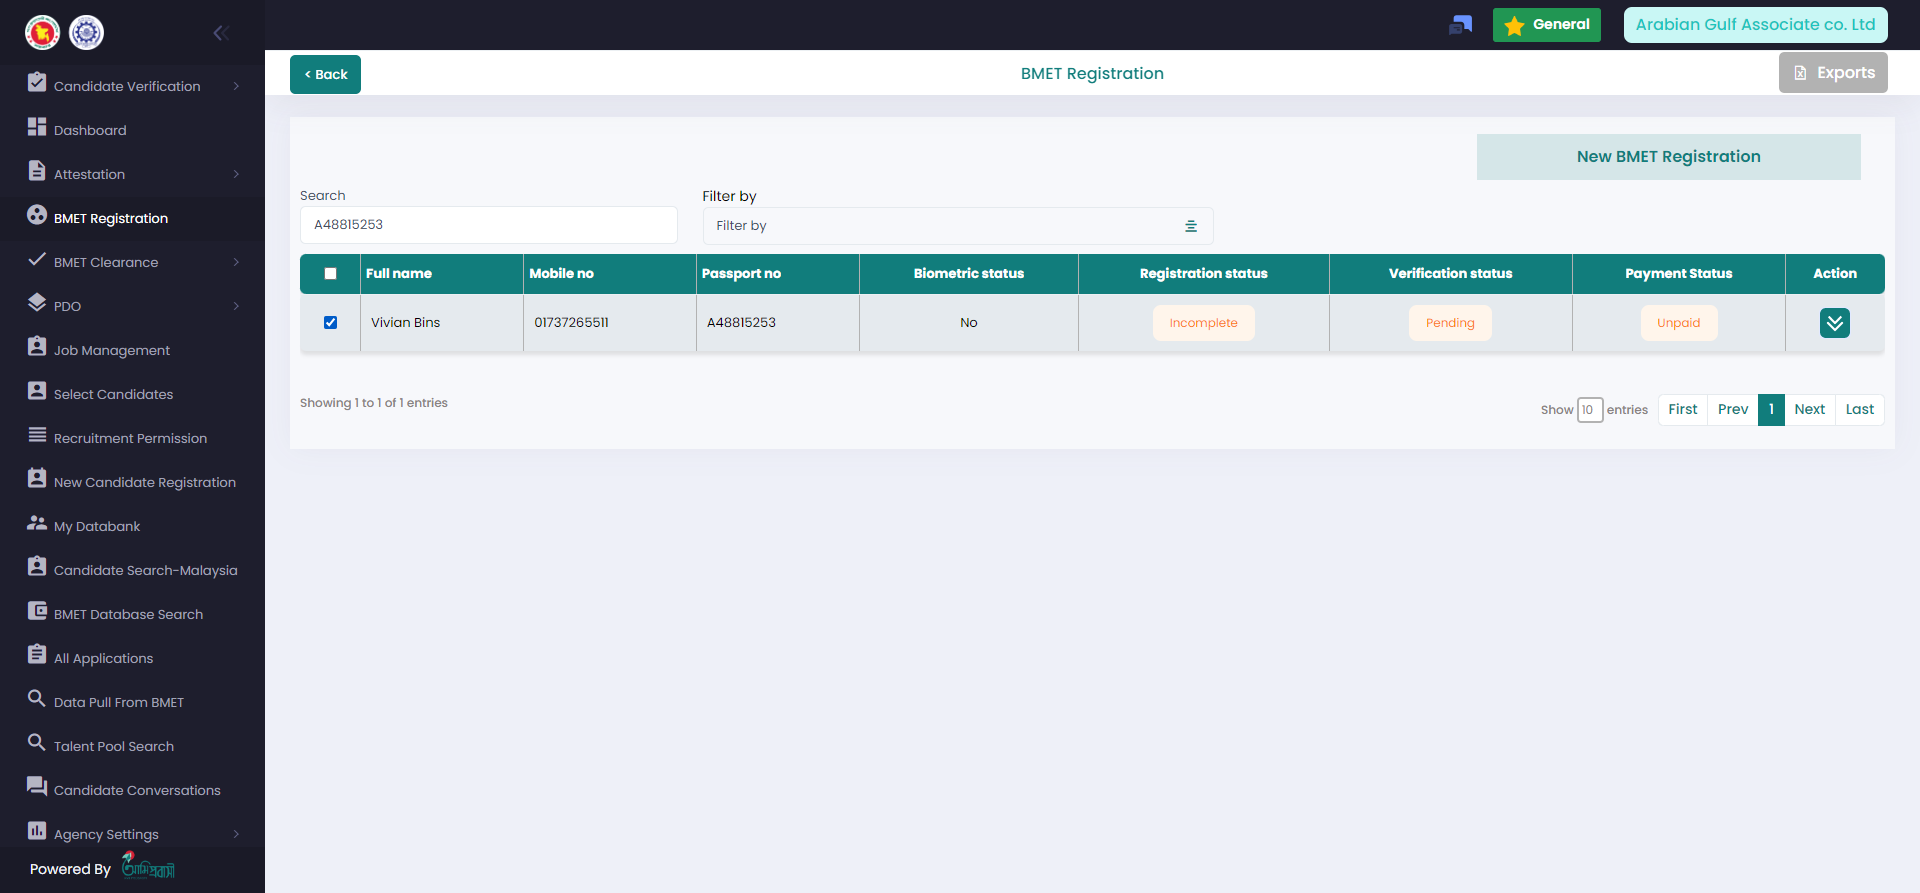 General
Arabian Gulf Associate co. Ltd
< Back
BMET Registration
Exports
Candidate Verification
Dashboard
Attestation
BMET Registration
BMET Clearance
PDO
Job Management
Select Candidates
Recruitment Permission
New Candidate Registration
My Databank
Candidate Search-Malaysia
BMET Database Search
All Applications
Data Pull From BMET
Talent Pool Search
Candidate Conversations
Agency Settings
Powered By
আমি প্রবাসী
New BMET Registration
Search
Filter by
A48815253
Filter by
Full name Mobile no Passport no Biometric status Registration status Verification status Payment Status Action
Vivian Bins 01737265511 A48815253 No Incomplete Pending Unpaid
Showing 1 to 1 of 1 entries
Show 10 entries First Prev 1 Next Last